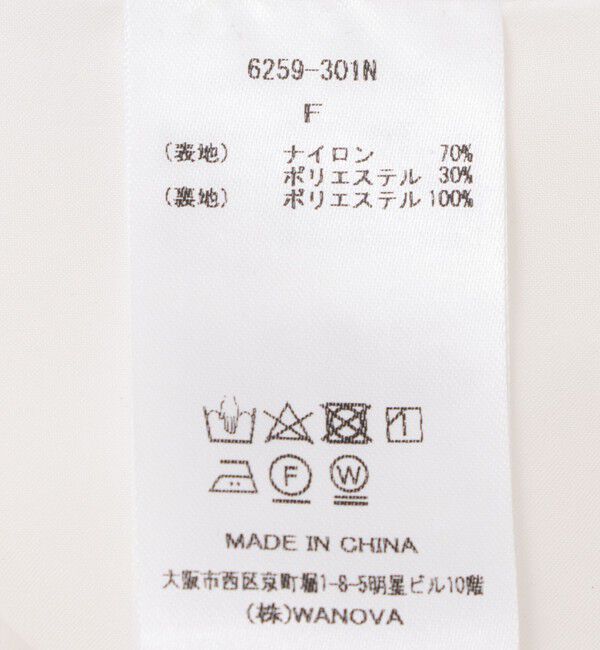 6259-301N
F
(表地) ナイロン 70%
ポリエステル 30%
(裏地) ポリエステル 100%
F W
MADE IN CHINA
大阪市西区京町堀1-8-5明星ビル10階
(株)WANOVA